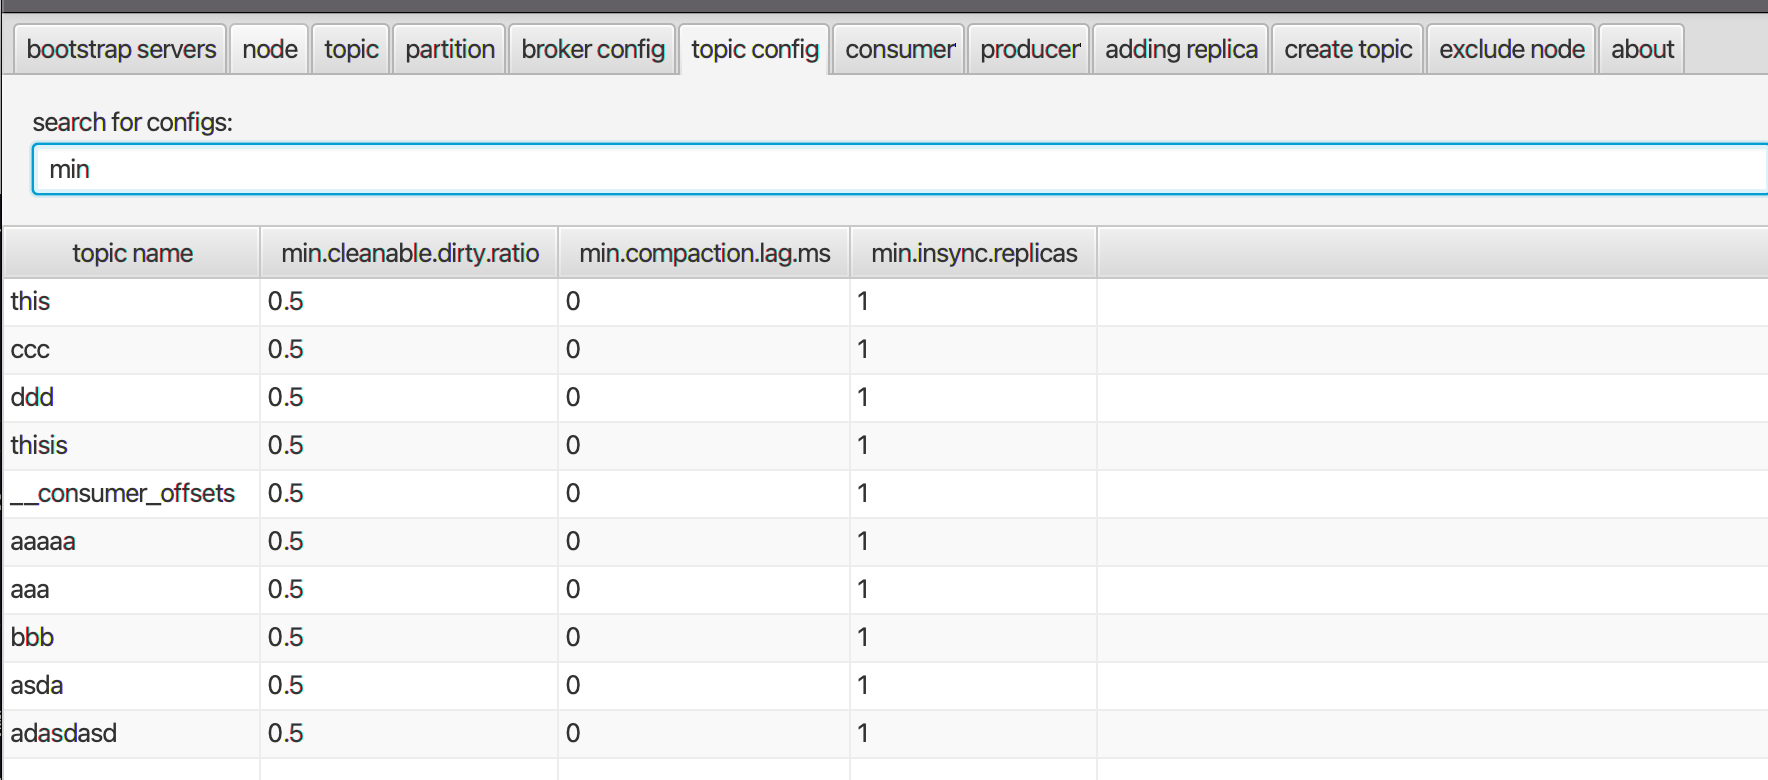 bootstrap servers node topic partition broker config topic config consumer producer adding replica create topic exclude node about
search for configs:
min
topic name min.cleanable.dirty.ratio min.compaction.lag.ms min.insync.replicas
this 0.5 0 1
ccc 0.5 0 1
ddd 0.5 0 1
thisis 0.5 0 1
__consumer_offsets 0.5 0 1
aaaaa 0.5 0 1
aaa 0.5 0 1
bbb 0.5 0 1
asda 0.5 0 1
adasdasd 0.5 0 1